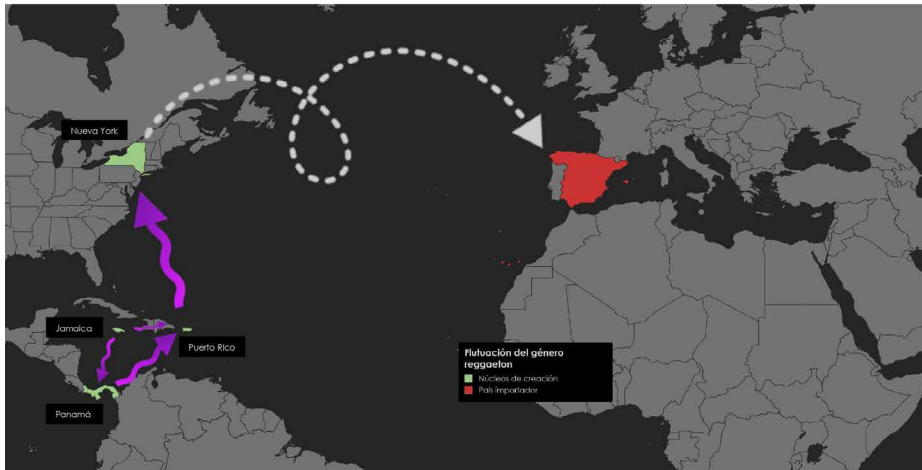 Nueva York
Jamaica
Puerto Rico
Panamá
Flutuación del género
reggaeton
Núcleos de creación
País importador